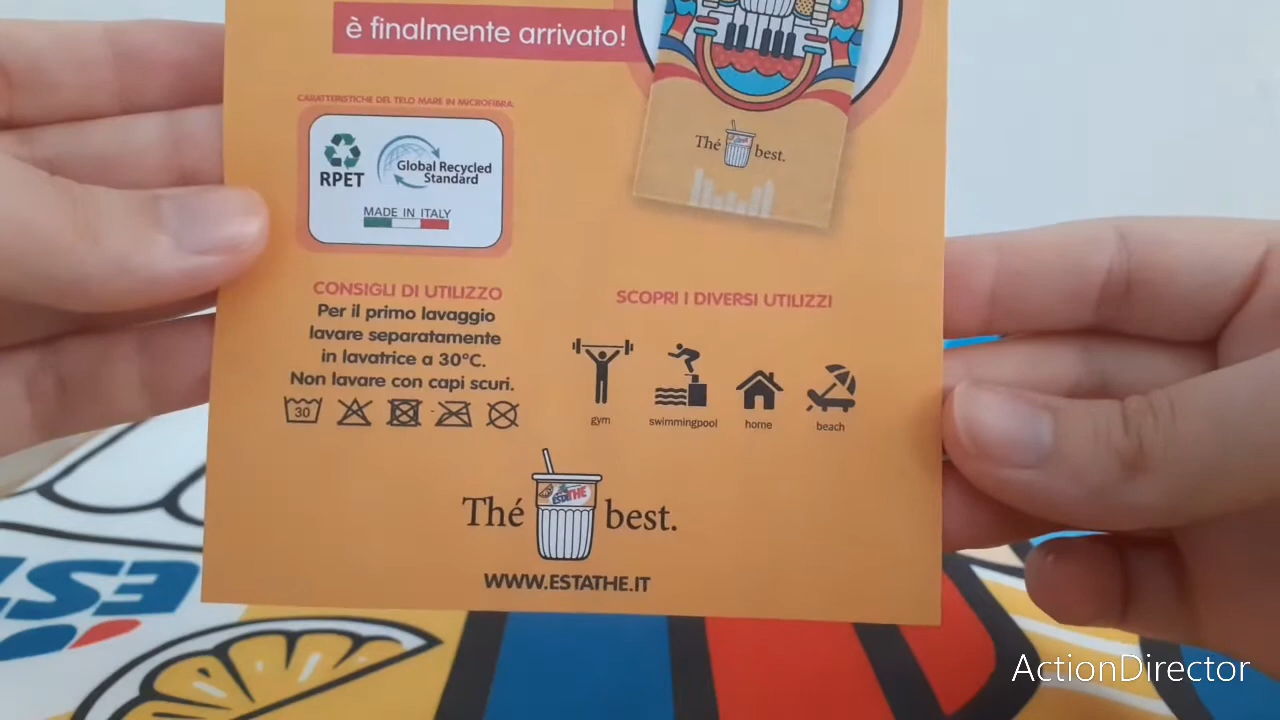 è finalmente arrivato!
CARATTERISTICHE DEL TELO MARE IN MICROFIBRA.
RPET
Global Recycled
Standard
MADE IN ITALY
Thé best.
CONSIGLI DI UTILIZZO
Per il primo lavaggio
lavare separatamente
in lavatrice a 30°C.
Non lavare con capi scuri.
30
SCOPRI I DIVERSI UTILIZZI
gym
swimmingpool
home
beach
Thé
ESTATHÉ
best.
WWW.ESTATHE.IT
EST
ActionDirector